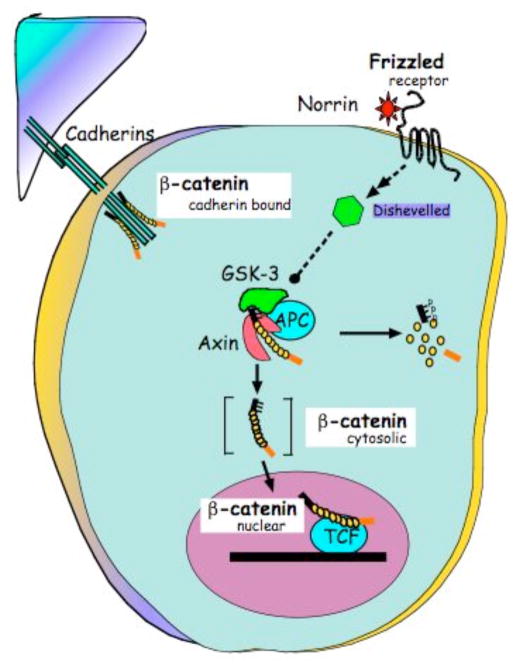 Frizzled
receptor
Norrin
Cadherins
β-catenin
cadherin bound
Dishevelled
GSK-3
APC
Axin
β-catenin
cytosolic
β-catenin
nuclear
TCF